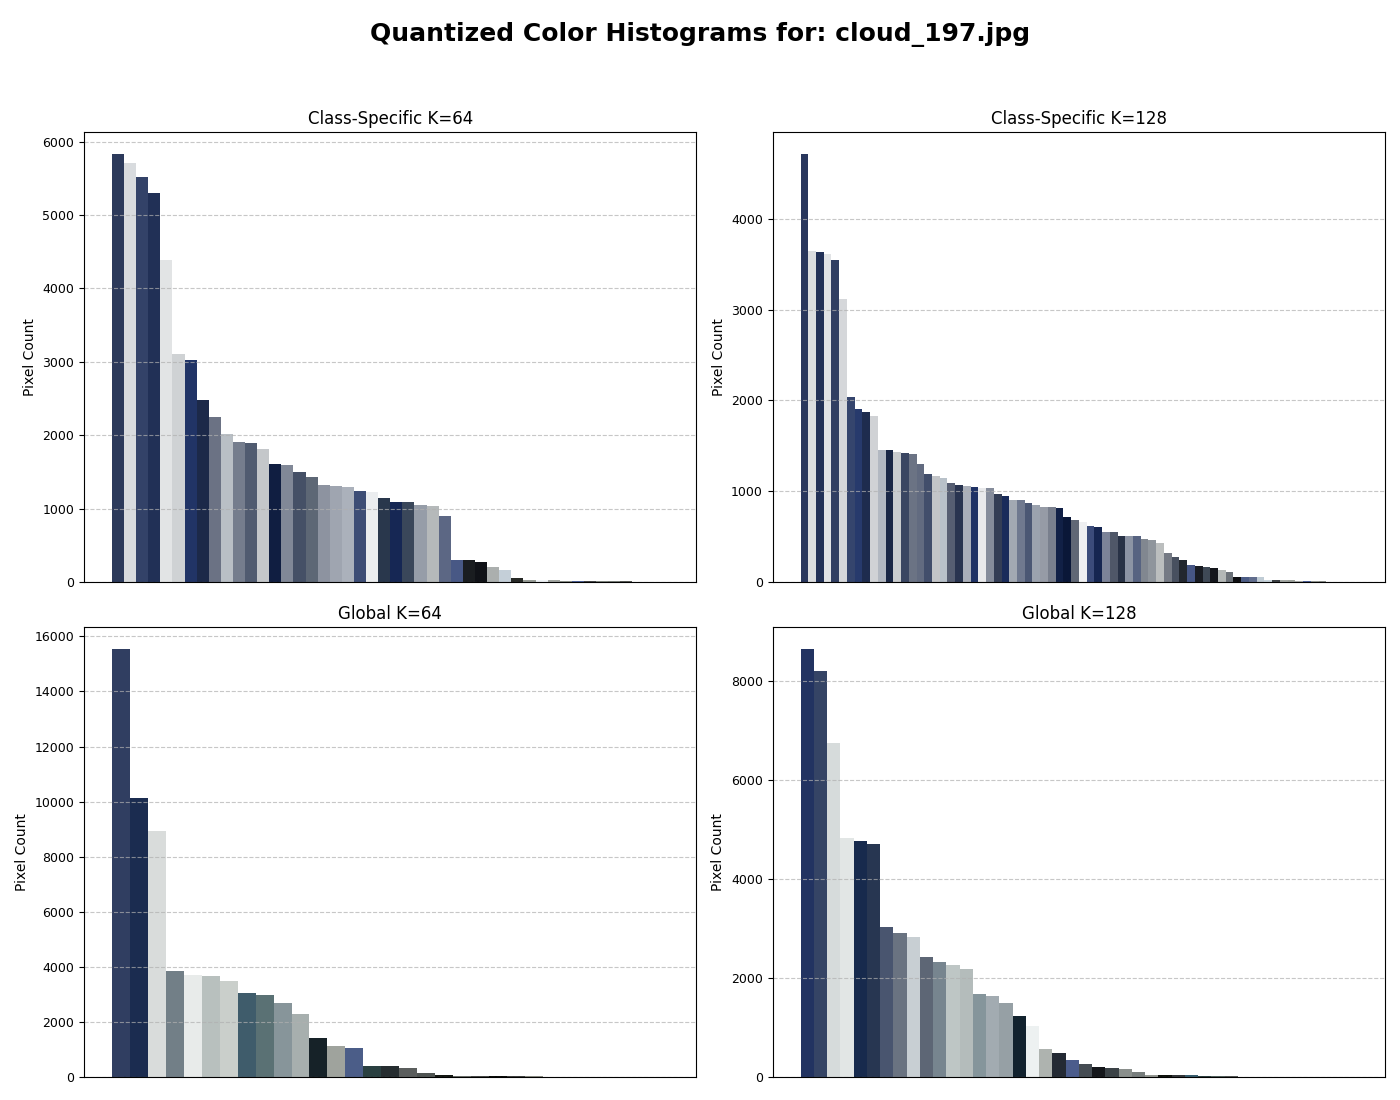 Quantized Color Histograms for: cloud_197.jpg
Class-Specific K=64
Pixel Count
6000
5000
4000
3000
2000
1000
0
Class-Specific K=128
Pixel Count
4000
3000
2000
1000
0
Global K=64
Pixel Count
16000
14000
12000
10000
8000
6000
4000
2000
0
Global K=128
Pixel Count
8000
6000
4000
2000
0